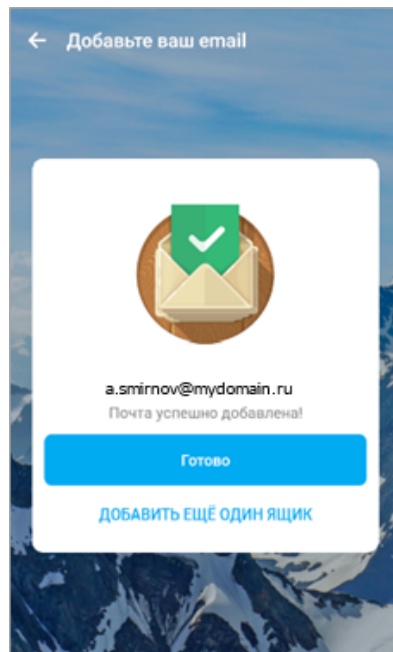 Добавьте ваш email
a.smirnov@mydomain.ru
Почта успешно добавлена!
Готово
ДОБАВИТЬ ЕЩЁ ОДИН ЯЩИК